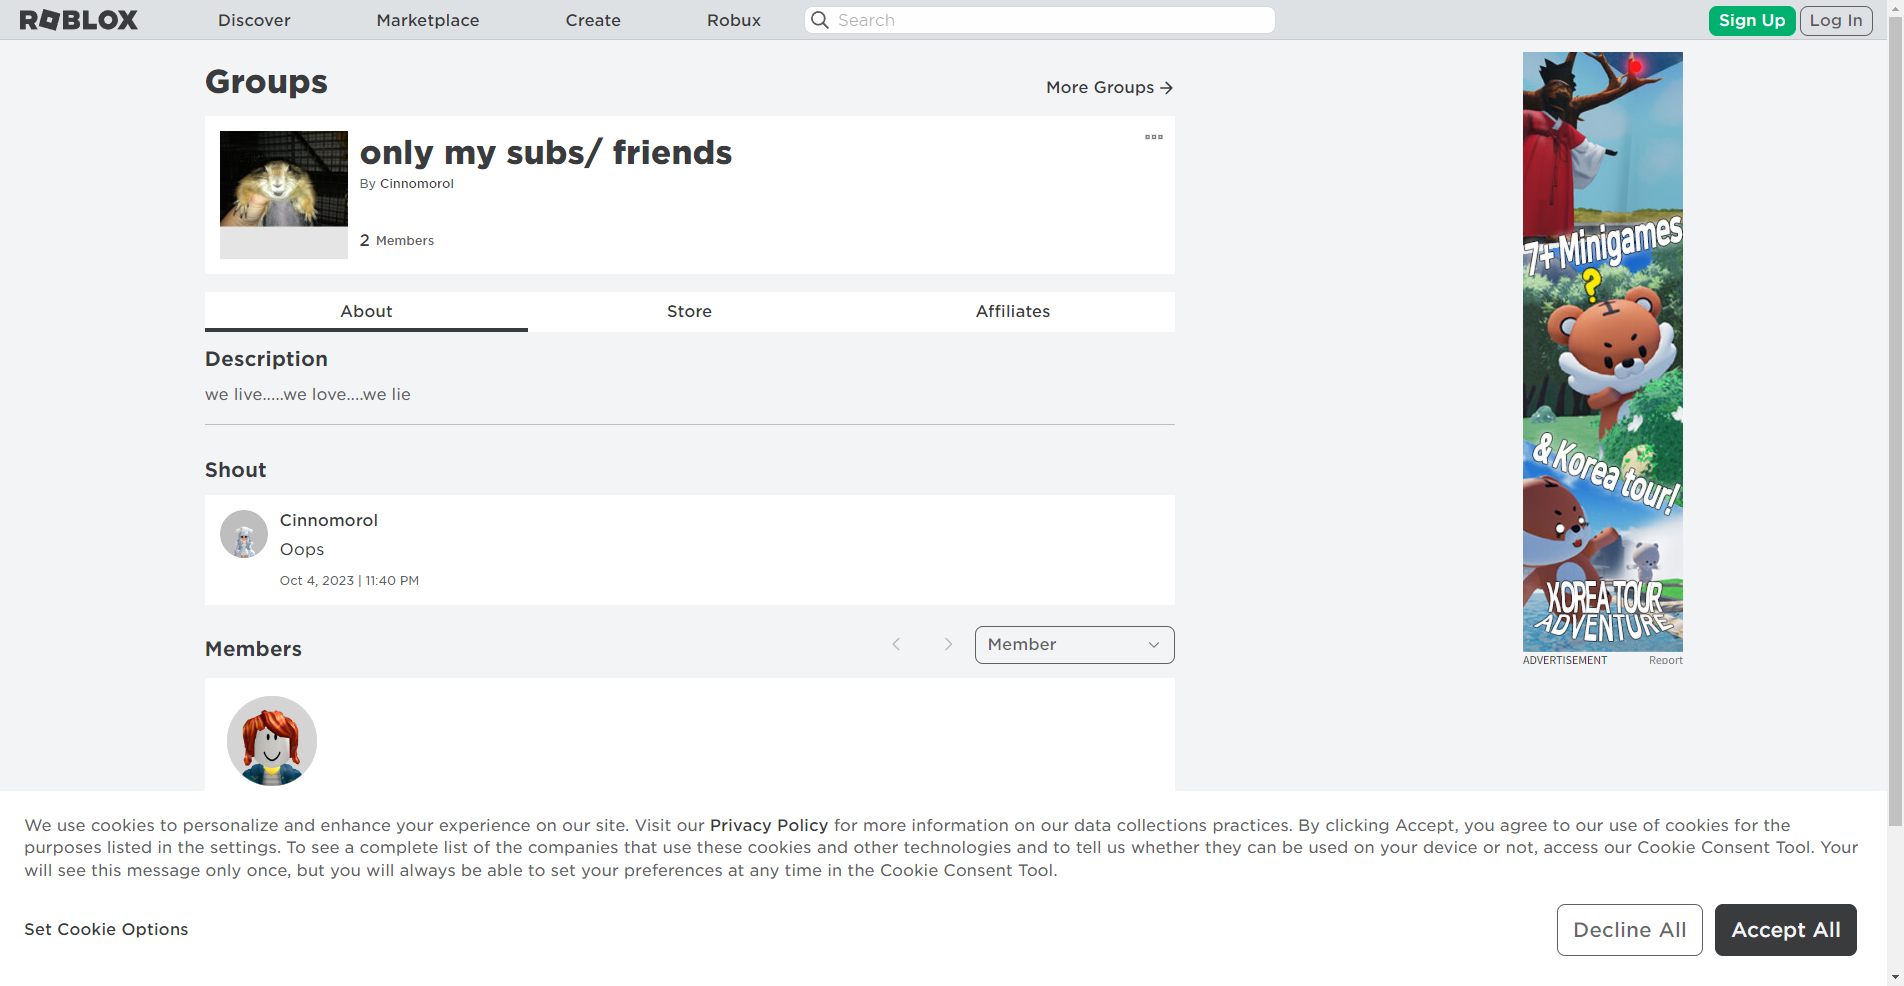 ROBLOX
Discover
Marketplace
Create
Robux
Search
Sign Up
Log In
Groups
More Groups
only my subs/ friends
By Cinnomorol
2 Members
About
Store
Affiliates
Description
we live.....we love....we lie
Shout
Cinnomorol
Oops
Oct 4, 2023 | 11:40 PM
Members
Member
7+ Minigames
?
& Korea tour!
KOREA TOUR
ADVENTURE
ADVERTISEMENT
Report
We use cookies to personalize and enhance your experience on our site. Visit our Privacy Policy for more information on our data collections practices. By clicking Accept, you agree to our use of cookies for the
purposes listed in the settings. To see a complete list of the companies that use these cookies and other technologies and to tell us whether they can be used on your device or not, access our Cookie Consent Tool. Your
will see this message only once, but you will always be able to set your preferences at any time in the Cookie Consent Tool.
Set Cookie Options
Decline All
Accept All